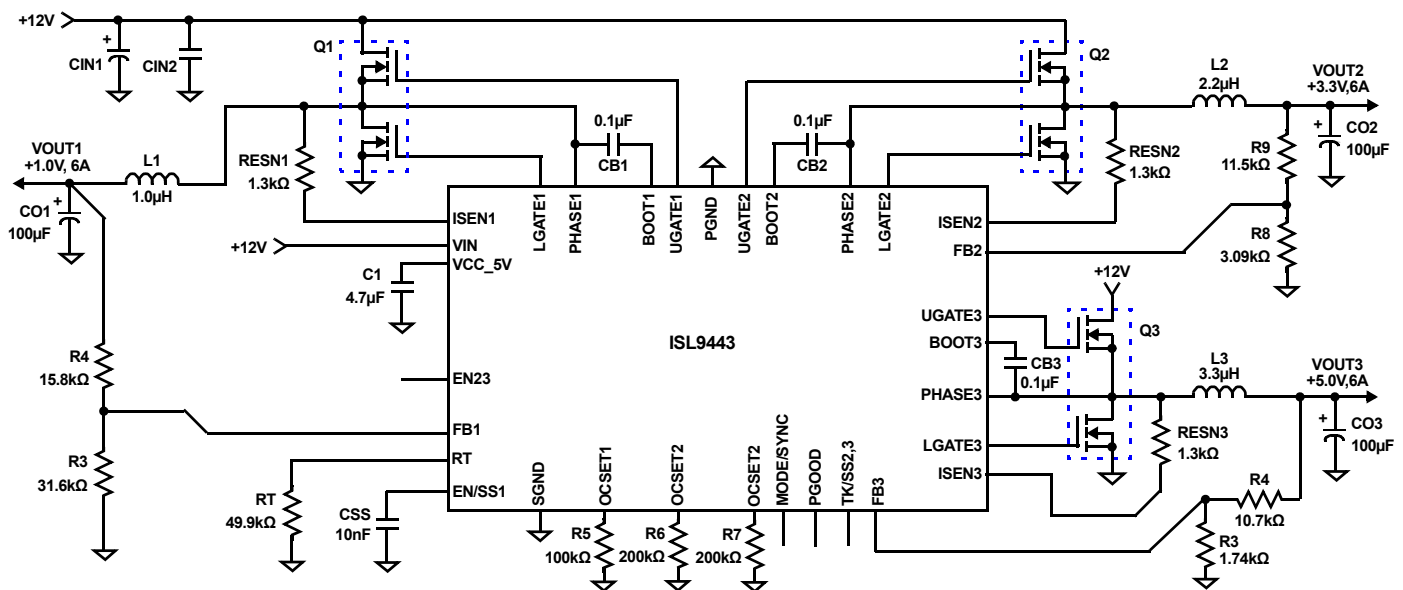 +12V
CIN1
+
CIN2
Q1
Q2
L2
2.2µH
VOUT2
+3.3V,6A
+
CO2
100µF
R9
11.5kΩ
R8
3.09kΩ
0.1µF
CB1
0.1µF
CB2
RESN1
1.3kΩ
RESN2
1.3kΩ
VOUT1
+1.0V, 6A
L1
1.0µH
+
CO1
100µF
LGATE1
PHASE1
BOOT1
UGATE1
PGND
UGATE2
BOOT2
PHASE2
LGATE2
ISEN1
+12V
VIN
VCC_5V
C1
4.7µF
ISEN2
FB2
+12V
UGATE3
BOOT3
Q3
CB3
0.1µF
ISL9443
L3
3.3µH
VOUT3
+5.0V,6A
+
CO3
100µF
R4
15.8kΩ
EN23
PHASE3
FB1
LGATE3
RESN3
1.3kΩ
R3
31.6kΩ
RT
ISEN3
EN/SS1
RT
49.9kΩ
CSS
10nF
SGND
OCSET1
OCSET2
OCSET2
MODE/SYNC
PGOOD
TK/SS2,3
FB3
R4
10.7kΩ
R3
1.74kΩ
R5
100kΩ
R6
200kΩ
R7
200kΩ